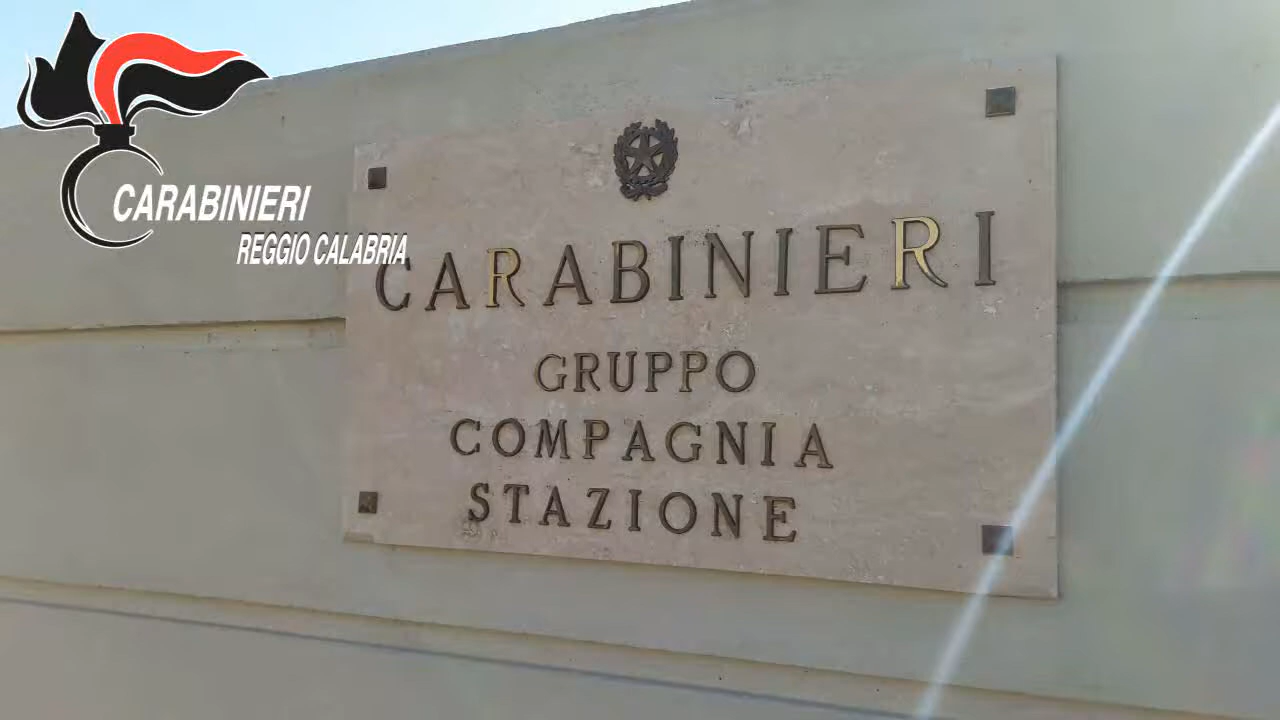 CARABINIERI
REGGIO CALABRIA
CARABINIERI
GRUPPO
COMPAGNIA
STAZIONE